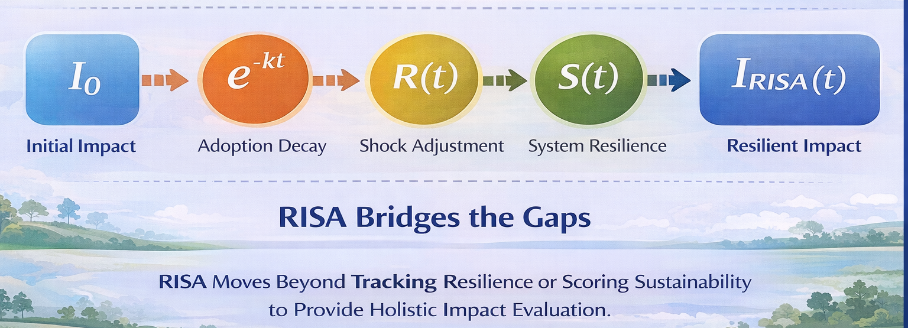 I₀ e⁻ᵏᵗ R(t) S(t) I_RISA(t)
Initial Impact Adoption Decay Shock Adjustment System Resilience Resilient Impact
RISA Bridges the Gaps
RISA Moves Beyond Tracking Resilience or Scoring Sustainability
to Provide Holistic Impact Evaluation.